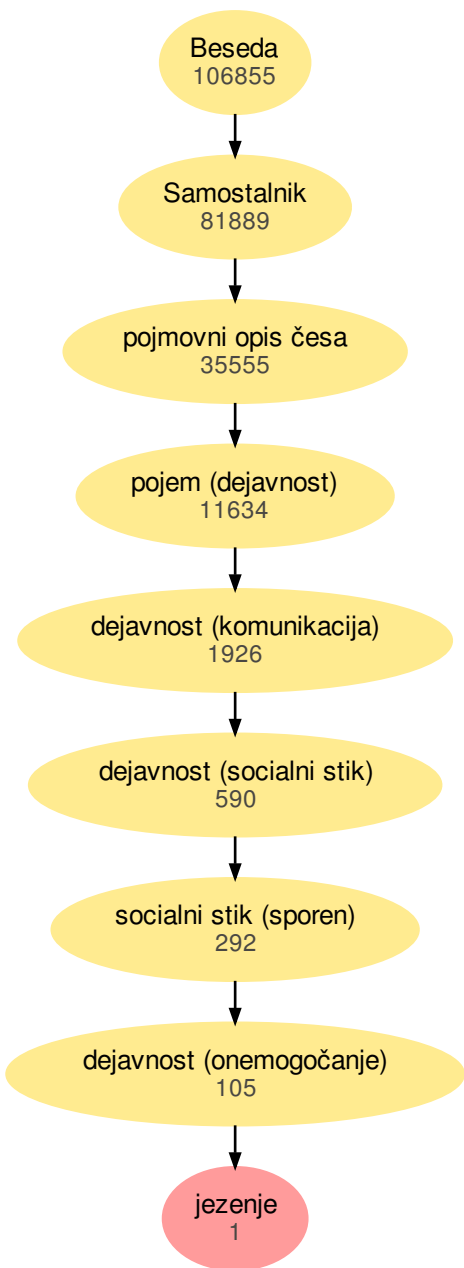 Beseda
106855
Samostalnik
81889
pojmovni opis česa
35555
pojem (dejavnost)
11634
dejavnost (komunikacija)
1926
dejavnost (socialni stik)
590
socialni stik (sporen)
292
dejavnost (onemogočanje)
105
jezenje
1